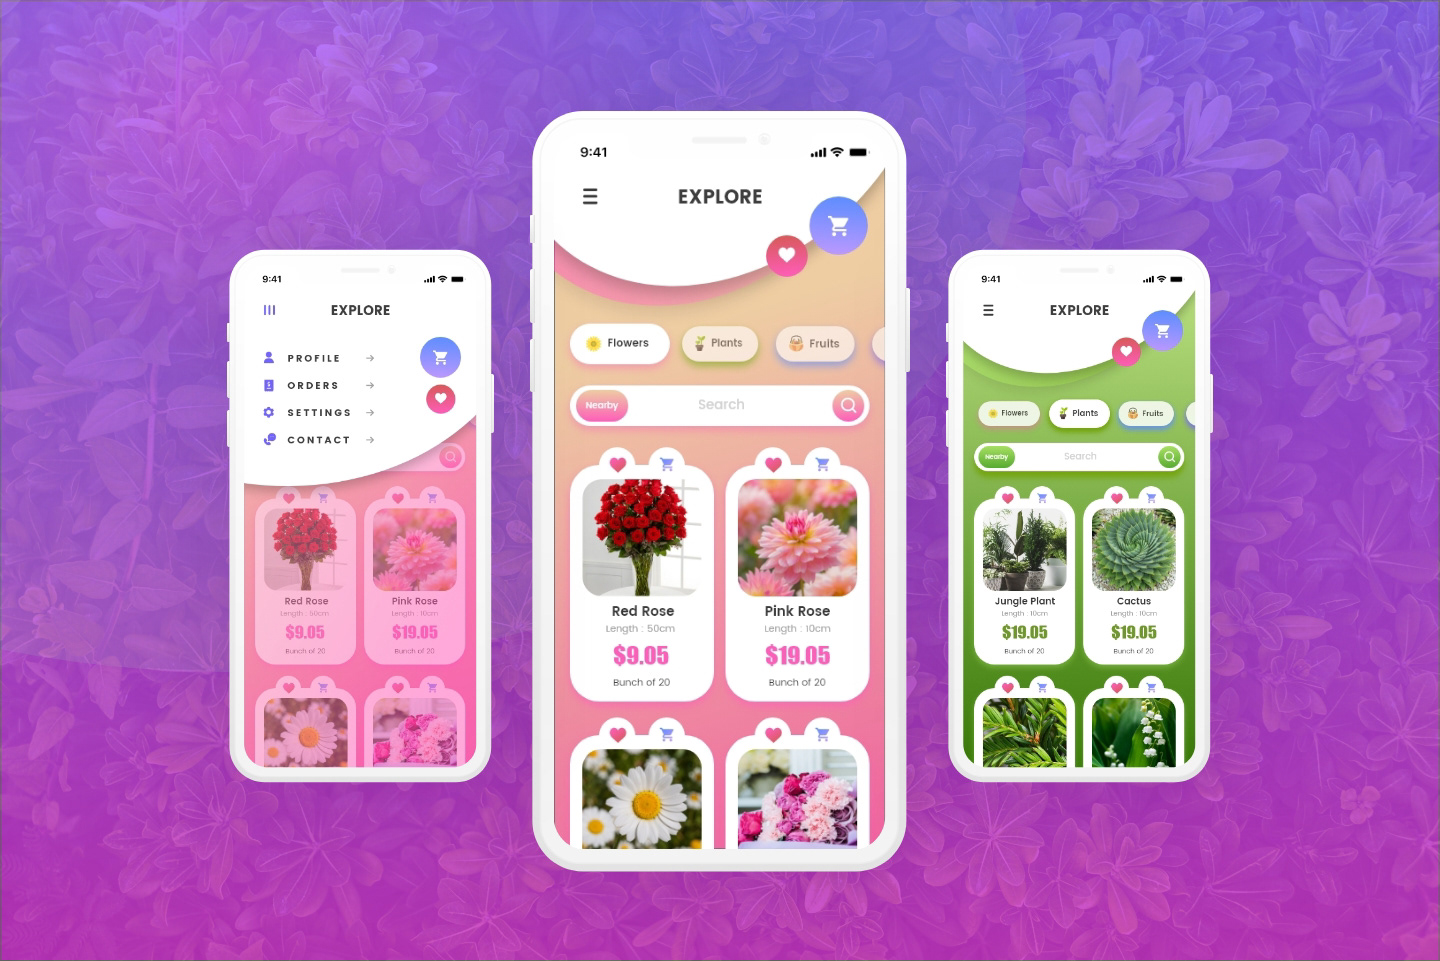 9:41
EXPLORE
PROFILE
ORDERS
SETTINGS
CONTACT
Red Rose
Length : 50cm
$9.05
Bunch of 20
Pink Rose
Length : 10cm
$19.05
Bunch of 20
9:41
EXPLORE
Flowers
Plants
Fruits
Nearby
Search
Red Rose
Length : 50cm
$9.05
Bunch of 20
Pink Rose
Length : 10cm
$19.05
Bunch of 20
9:41
EXPLORE
Flowers
Plants
Fruits
Nearby
Search
Jungle Plant
Length : 10cm
$19.05
Bunch of 20
Cactus
Length : 10cm
$19.05
Bunch of 20